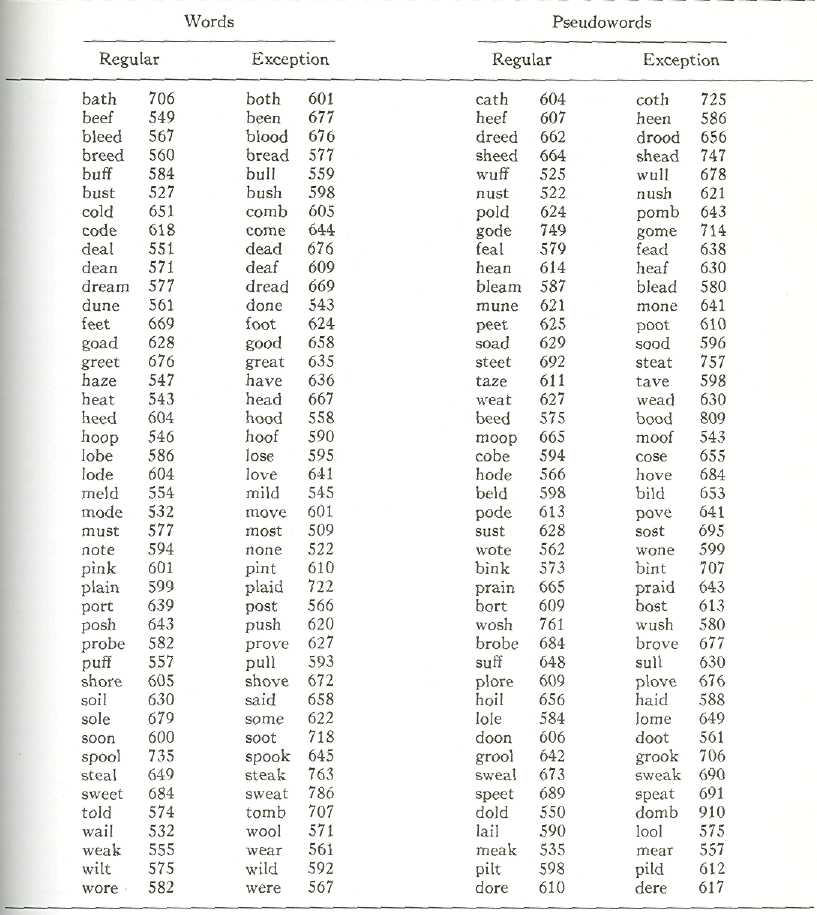 Words Pseudowords
Regular Exception Regular Exception
bath 706 both 601 cath 604 coth 725
beef 549 been 677 heef 607 heen 586
bleed 567 blood 676 dreed 662 drood 656
breed 560 bread 577 sheed 664 shead 747
buff 584 bull 559 wuff 525 wull 678
bust 527 bush 598 nust 522 nush 621
cold 651 comb 605 pold 624 pomb 643
code 618 come 644 gode 749 gome 714
deal 551 dead 676 feal 579 fead 638
dean 571 deaf 609 hean 614 heaf 630
dream 577 dread 669 bleam 587 blead 580
dune 561 done 543 mune 621 mone 641
feet 669 foot 624 peet 625 poot 610
goad 628 good 658 soad 629 sood 596
greet 676 great 635 steet 692 steat 757
haze 547 have 636 taze 611 tave 598
heat 543 head 667 weat 627 wead 630
heed 604 hood 558 beed 575 bood 809
hoop 546 hoof 590 moop 665 moof 543
lobe 586 lose 595 cobe 594 cose 655
lode 604 love 641 hode 566 hove 684
meld 554 mild 545 beld 598 bild 653
mode 532 move 601 pode 613 pove 641
must 577 most 509 sust 628 sost 695
note 594 none 522 wote 562 wone 599
pink 601 pint 610 bink 573 bint 707
plain 599 plaid 722 prain 665 praid 643
port 639 post 566 bort 609 bost 613
posh 643 push 620 wosh 761 wush 580
probe 582 prove 627 brobe 684 brove 677
puff 557 pull 593 suff 648 sull 630
shore 605 shove 672 plore 609 plove 676
soil 630 said 658 hoil 656 haid 588
sole 679 some 622 lole 584 lome 649
soon 600 soot 718 doon 606 doot 561
spool 735 spook 645 grool 642 grook 706
steal 649 steak 763 sweal 673 sweak 690
sweet 684 sweat 786 speet 689 speat 691
told 574 tomb 707 dold 550 domb 910
wail 532 wool 571 lail 590 lool 575
weak 555 wear 561 meak 535 mear 557
wilt 575 wild 592 pilt 598 pild 612
wore 582 were 567 dore 610 dere 617